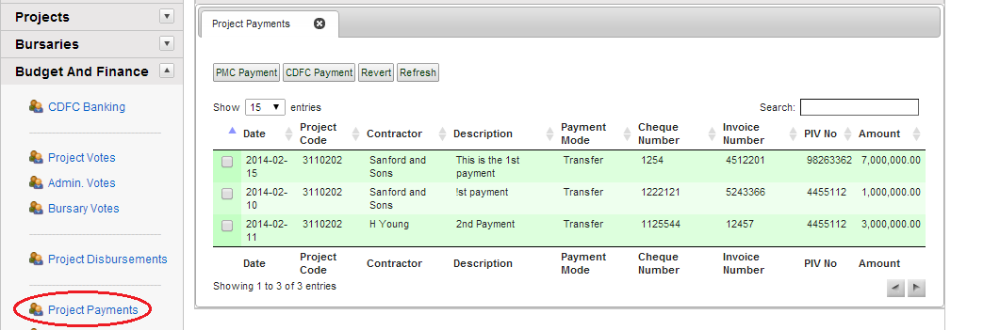 Projects
Bursaries
Budget And Finance
CDFC Banking
Project Votes
Admin. Votes
Bursary Votes
Project Disbursements
Project Payments
Project Payments
PMC Payment CDFC Payment Revert Refresh
Show 15 entries Search:
Date Project Code Contractor Description Payment Mode Cheque Number Invoice Number PIV No Amount
2014-02-15 3110202 Sanford and Sons This is the 1st payment Transfer 1254 4512201 98263362 7,000,000.00
2014-02-10 3110202 Sanford and Sons !st payment Transfer 1222121 5243366 4455112 1,000,000.00
2014-02-11 3110202 H Young 2nd Payment Transfer 1125544 12457 4455112 3,000,000.00
Date Project Code Contractor Description Payment Mode Cheque Number Invoice Number PIV No Amount
Showing 1 to 3 of 3 entries